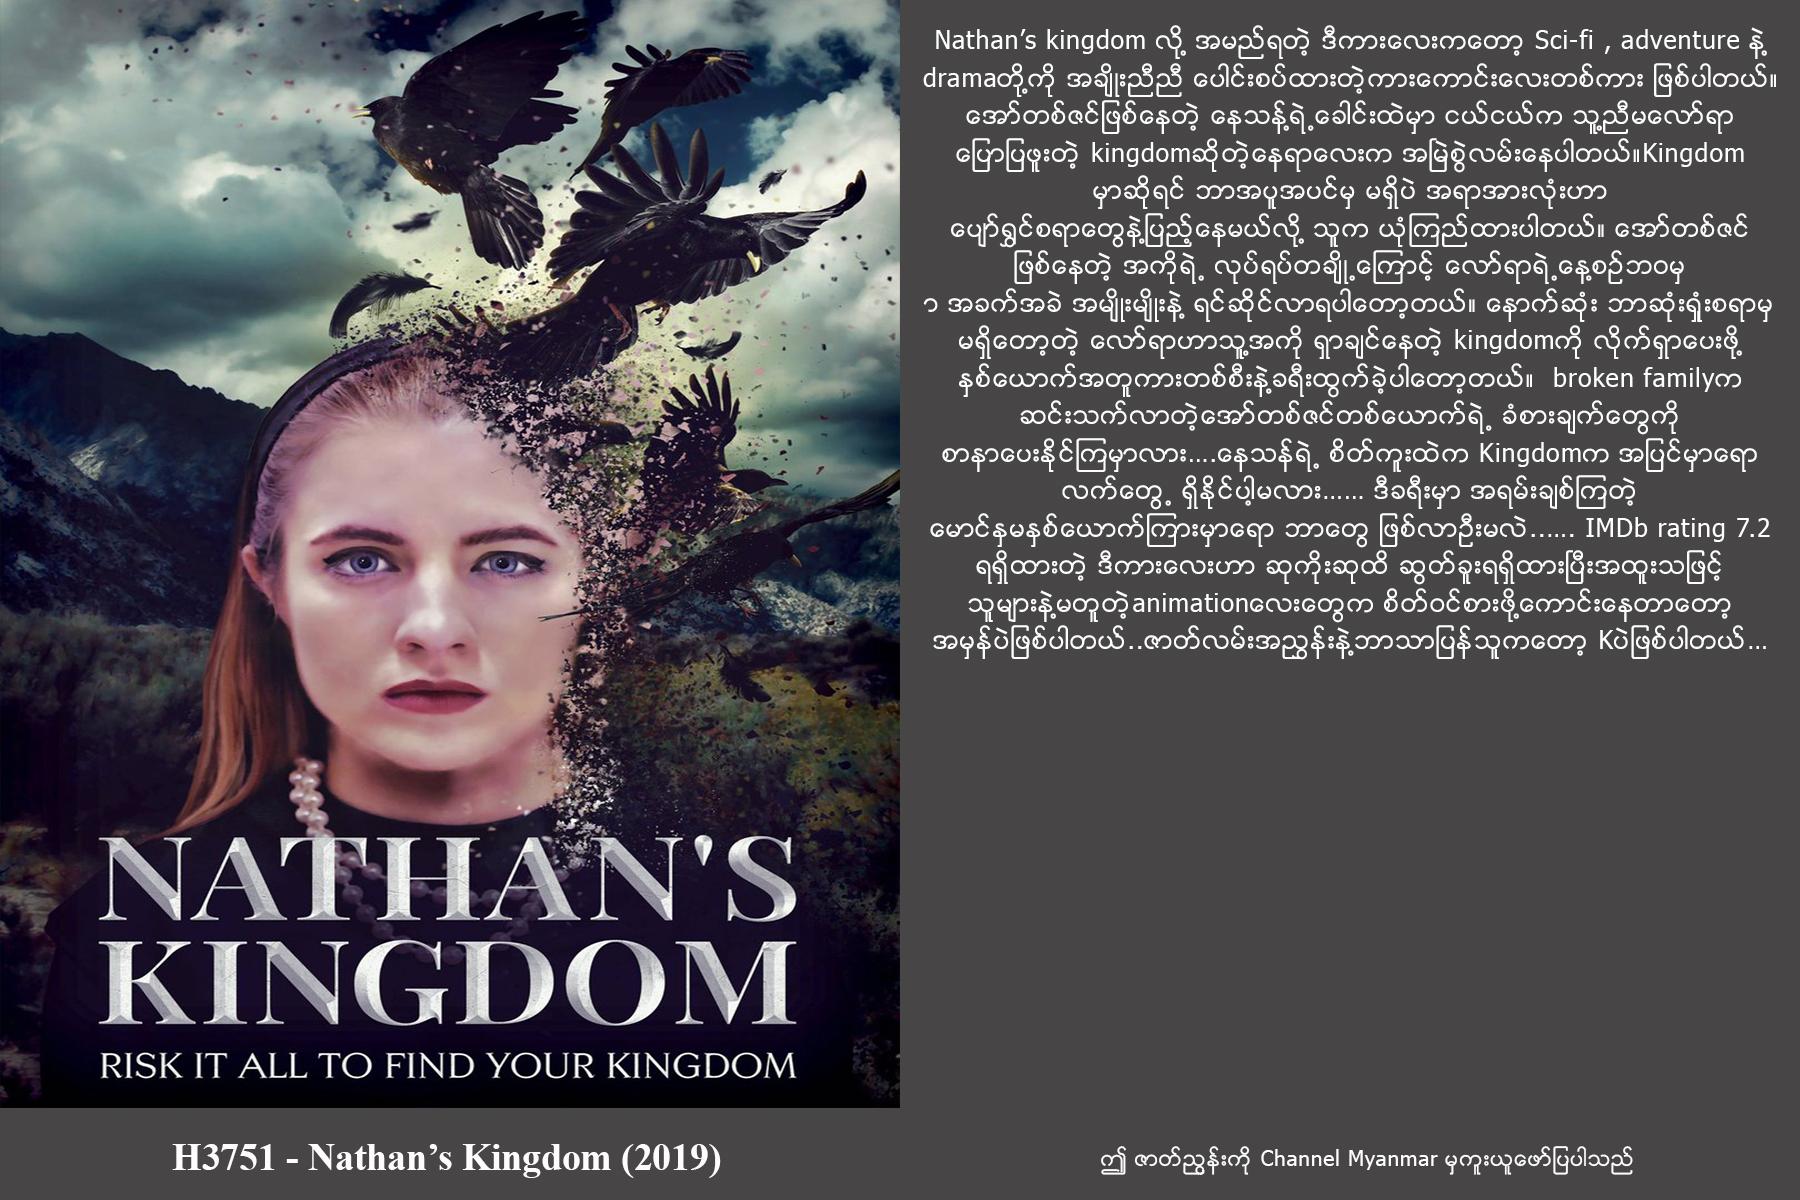 NATHAN'S
KINGDOM
RISK IT ALL TO FIND YOUR KINGDOM
H3751 - Nathan’s Kingdom (2019)
Nathan’s kingdom လို့ အမည်ရတဲ့ ဒီကားလေးကတော့ Sci-fi , adventure နဲ့
dramaတို့ကို အချိုးညီညီ ပေါင်းစပ်ထားတဲ့ကားကောင်းလေးတစ်ကား ဖြစ်ပါတယ်။
အော်တစ်ဇင်ဖြစ်နေတဲ့ နေသန့်ရဲ့ခေါင်းထဲမှာ ငယ်ငယ်က သူ့ညီမလော်ရာ
ပြောပြဖူးတဲ့ kingdomဆိုတဲ့နေရာလေးက အမြဲစွဲလမ်းနေပါတယ်။Kingdom
မှာဆိုရင် ဘာအပူအပင်မှ မရှိပဲ အရာအားလုံးဟာ
ပျော်ရွှင်စရာတွေနဲ့ပြည့်နေမယ်လို့ သူက ယုံကြည်ထားပါတယ်။ အော်တစ်ဇင်
ဖြစ်နေတဲ့ အကိုရဲ့ လုပ်ရပ်တချို့ကြောင့် လော်ရာရဲ့နေ့စဉ်ဘဝမှ
ာ အခက်အခဲ အမျိုးမျိုးနဲ့ ရင်ဆိုင်လာရပါတော့တယ်။ နောက်ဆုံး ဘာဆုံးရှုံးစရာမှ
မရှိတော့တဲ့ လော်ရာဟာသူ့အကို ရှာချင်နေတဲ့ kingdomကို လိုက်ရှာပေးဖို့
နှစ်ယောက်အတူကားတစ်စီးနဲ့ခရီးထွက်ခဲ့ပါတော့တယ်။ broken familyက
ဆင်းသက်လာတဲ့အော်တစ်ဇင်တစ်ယောက်ရဲ့ ခံစားချက်တွေကို
စာနာပေးနိုင်ကြမှာလား....နေသန်ရဲ့ စိတ်ကူးထဲက Kingdomက အပြင်မှာရော
လက်တွေ့ ရှိနိုင်ပါ့မလား...... ဒီခရီးမှာ အရမ်းချစ်ကြတဲ့
မောင်နှမနှစ်ယောက်ကြားမှာရော ဘာတွေ ဖြစ်လာဦးမလဲ...... IMDb rating 7.2
ရရှိထားတဲ့ ဒီကားလေးဟာ ဆုကိုးဆုထိ ဆွတ်ခူးရရှိထားပြီးအထူးသဖြင့်
သူများနဲ့မတူတဲ့animationလေးတွေက စိတ်ဝင်စားဖို့ကောင်းနေတာတော့
အမှန်ပဲဖြစ်ပါတယ်..ဇာတ်လမ်းအညွှန်းနဲ့ဘာသာပြန်သူကတော့ Kပဲဖြစ်ပါတယ်...
ဤ ဇာတ်ညွှန်းကို Channel Myanmar မှကူးယူဖော်ပြပါသည်